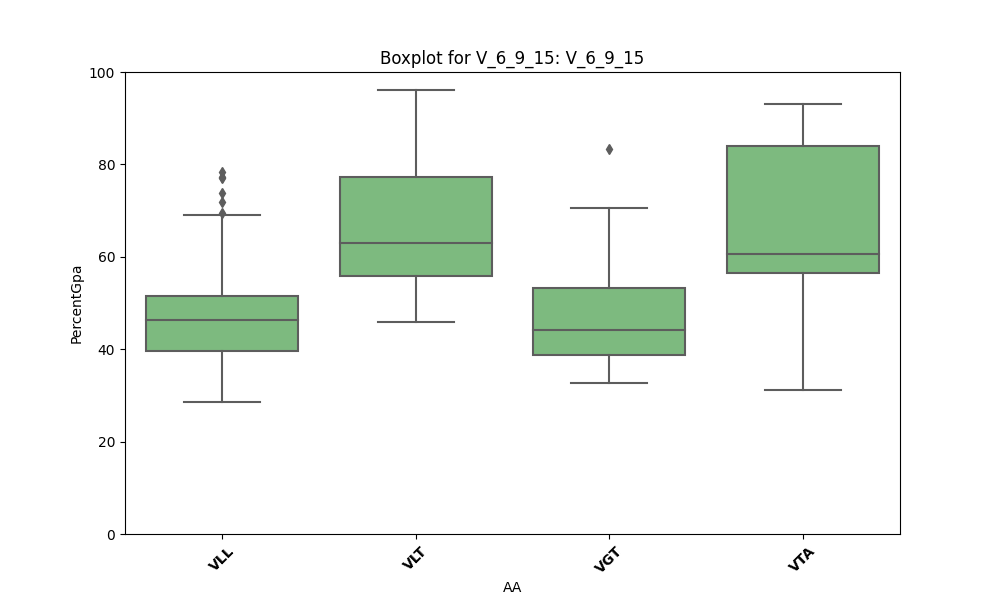 Boxplot for V_6_9_15: V_6_9_15
100
80
60
40
20
0
PercentGpa
VLL
VLT
VGT
VTA
AA